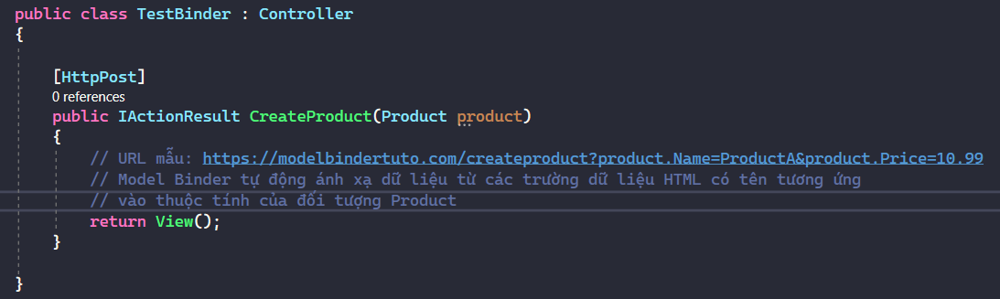 public class TestBinder : Controller
{
[HttpPost]
0 references
public IActionResult CreateProduct(Product product)
{
// URL mẫu: https://modelbindertuto.com/createproduct?product.Name=ProductA&product.Price=10.99
// Model Binder tự động ánh xạ dữ liệu từ các trường dữ liệu HTML có tên tương ứng
// vào thuộc tính của đối tượng Product
return View();
}
}